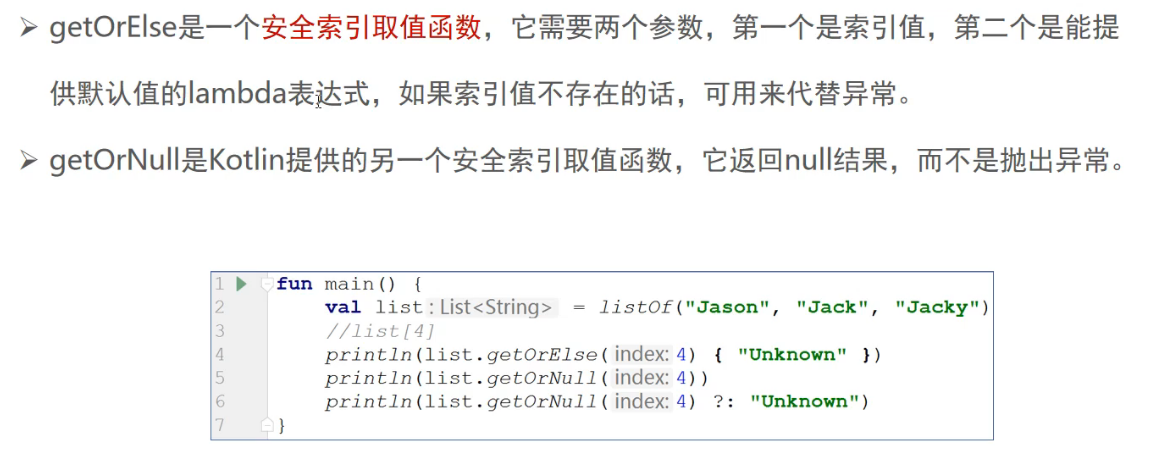 ➢ getOrElse是一个安全索引取值函数，它需要两个参数，第一个是索引值，第二个是能提
供默认值的lambda表达式，如果索引值不存在的话，可用来代替异常。
➢ getOrNull是Kotlin提供的另一个安全索引取值函数，它返回null结果，而不是抛出异常。
1 fun main() {
2 val list : List<String> = listOf("Jason", "Jack", "Jacky")
3 //list[4]
4 println(list.getOrElse( index: 4) { "Unknown" })
5 println(list.getOrNull( index: 4))
6 println(list.getOrNull( index: 4) ?: "Unknown")
7 }